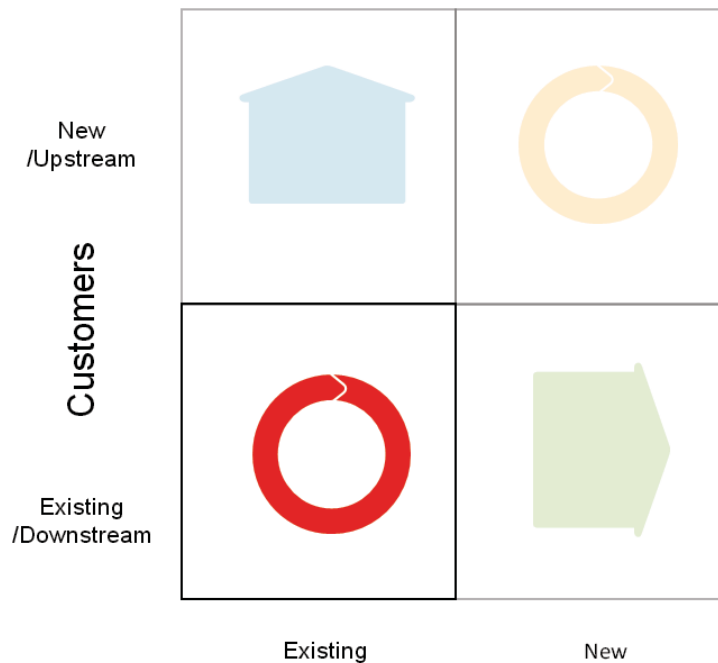 New
/Upstream
Customers
Existing
/Downstream
Existing
New